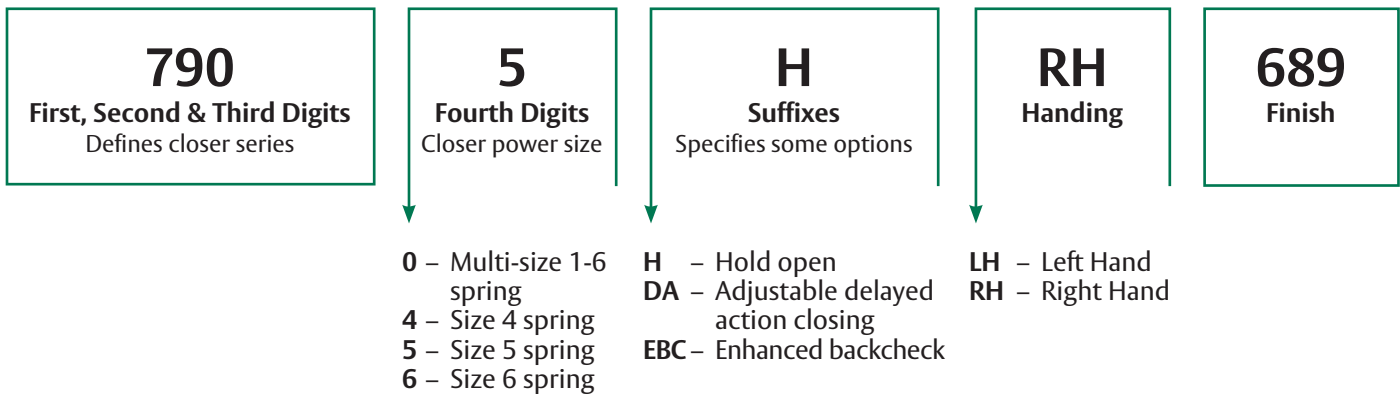 790
First, Second & Third Digits
Defines closer series
5
Fourth Digits
Closer power size
H
Suffixes
Specifies some options
RH
Handing
689
Finish
0 – Multi-size 1-6
spring
4 – Size 4 spring
5 – Size 5 spring
6 – Size 6 spring
H – Hold open
DA – Adjustable delayed
action closing
EBC – Enhanced backcheck
LH – Left Hand
RH – Right Hand